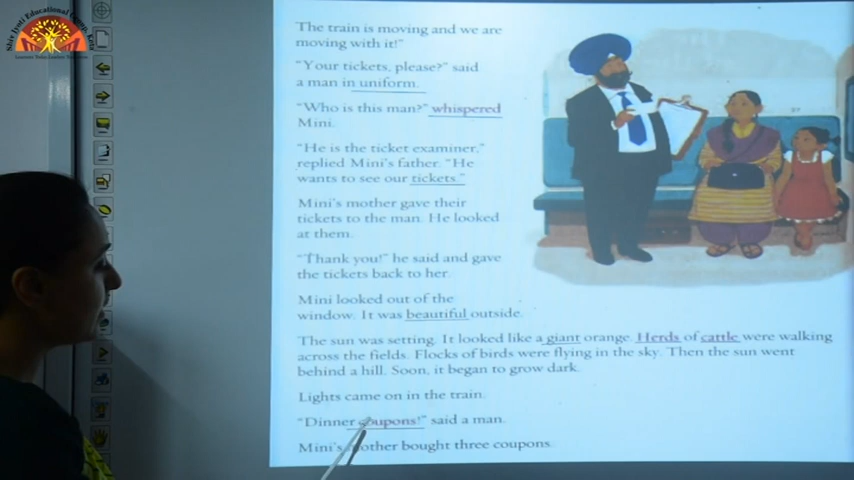 Shiv Jyoti Educational Group, Kota
The train is moving and we are
moving with it!"
"Your tickets, please?" said
a man in uniform.
"Who is this man?" whispered
Mini.
"He is the ticket examiner,"
replied Mini's father. "He
wants to see our tickets."
Mini's mother gave their
tickets to the man. He looked
at them.
"Thank you!" he said and gave
the tickets back to her.
Mini looked out of the
window. It was beautiful outside.
The sun was setting. It looked like a giant orange. Herds of cattle were walking
across the fields. Flocks of birds were flying in the sky. Then the sun went
behind a hill. Soon, it began to grow dark.
Lights came on in the train.
"Dinner coupons!" said a man.
Mini's mother bought three coupons.